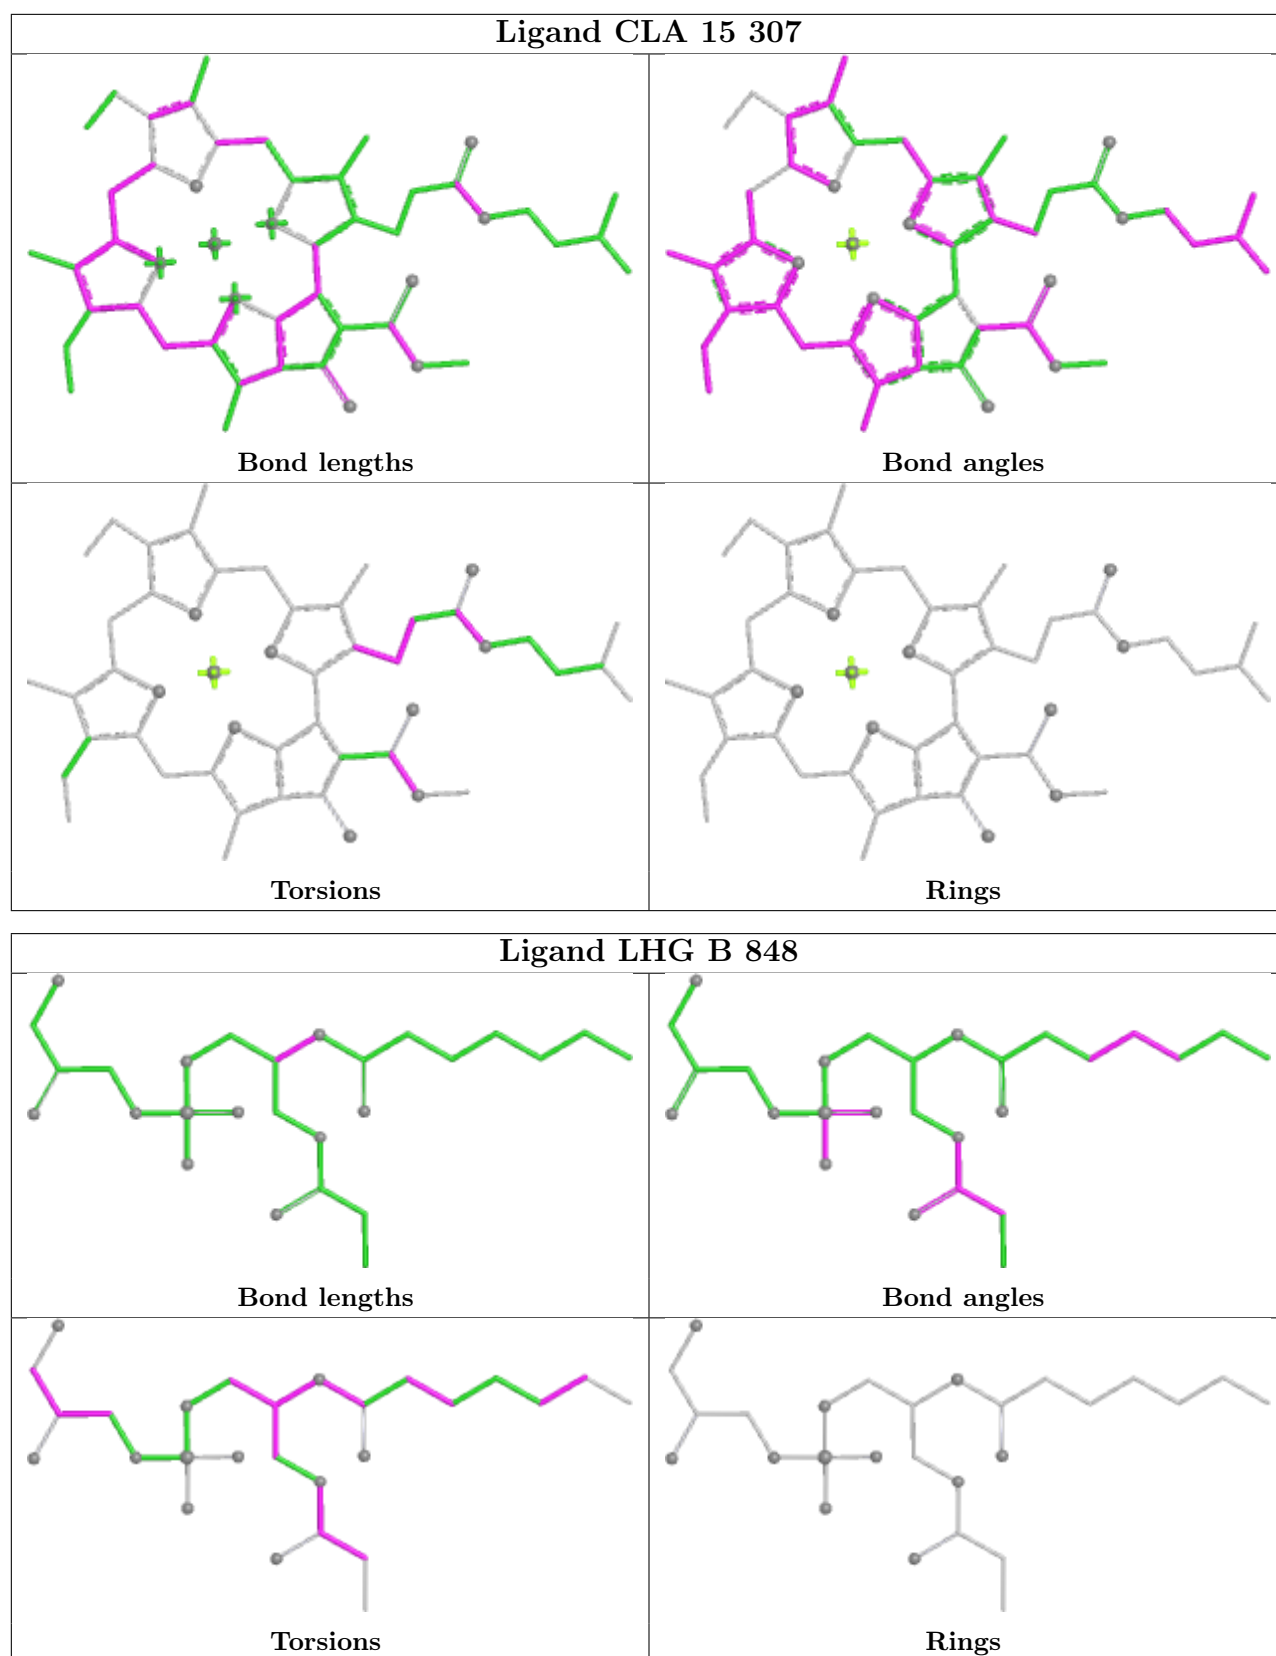 Ligand CLA 15 307
Bond lengths
Bond angles
Torsions
Rings
Ligand LHG B 848
Bond lengths
Bond angles
Torsions
Rings